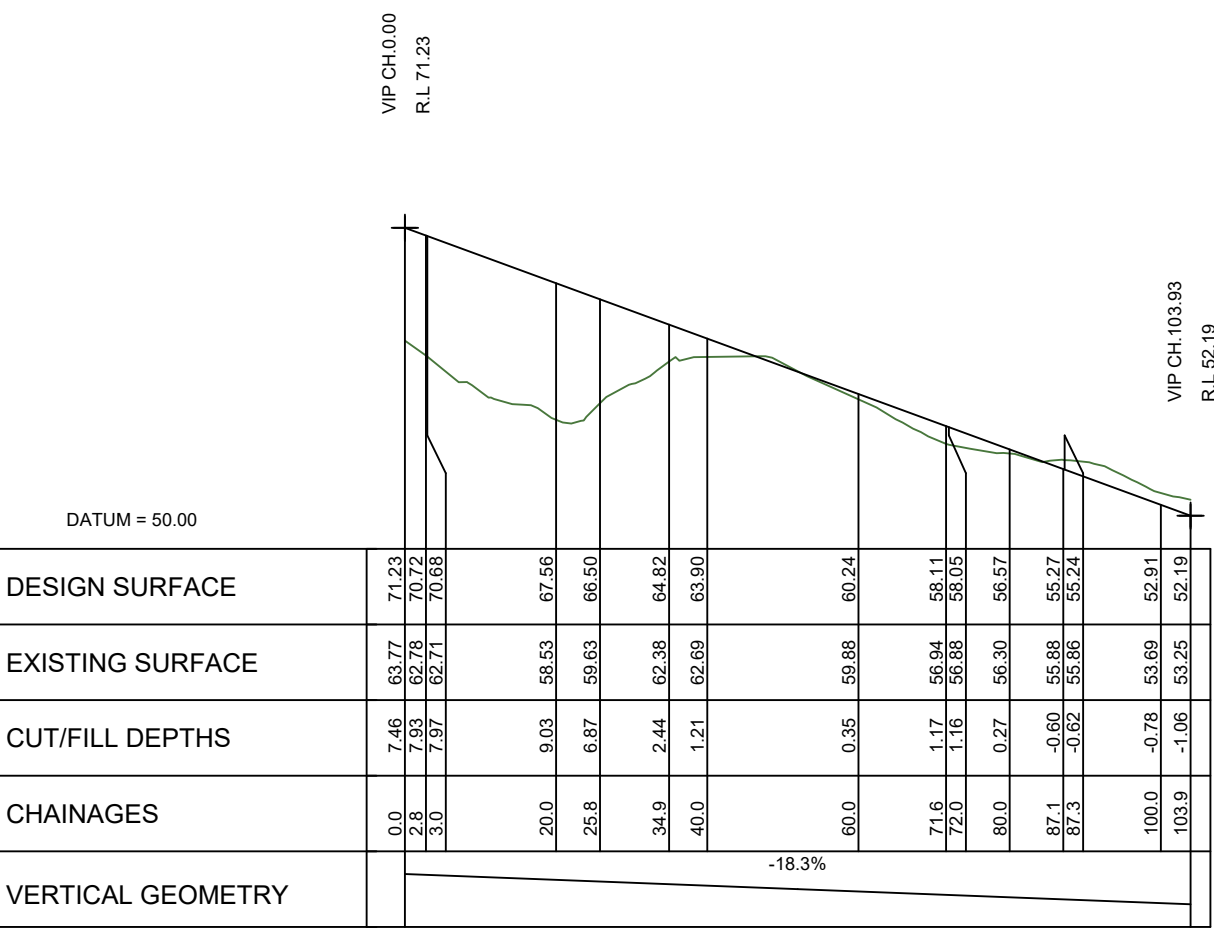 VIP CH.0.00
R.L 71.23
VIP CH.103.93
R.L 52.19
DATUM = 50.00
DESIGN SURFACE 71.23 70.72 70.68 67.56 66.50 64.82 63.90 60.24 58.11 58.05 56.57 55.27 55.24 52.91 52.19
EXISTING SURFACE 63.77 62.78 62.71 58.53 59.63 62.38 62.69 59.88 56.94 56.88 56.30 55.88 55.86 53.69 53.25
CUT/FILL DEPTHS 7.46 7.93 7.97 9.03 6.87 2.44 1.21 0.35 1.17 1.16 0.27 -0.60 -0.62 -0.78 -1.06
CHAINAGES 0.0 2.8 3.0 20.0 25.8 34.9 40.0 60.0 71.6 72.0 80.0 87.1 87.3 100.0 103.9
-18.3%
VERTICAL GEOMETRY